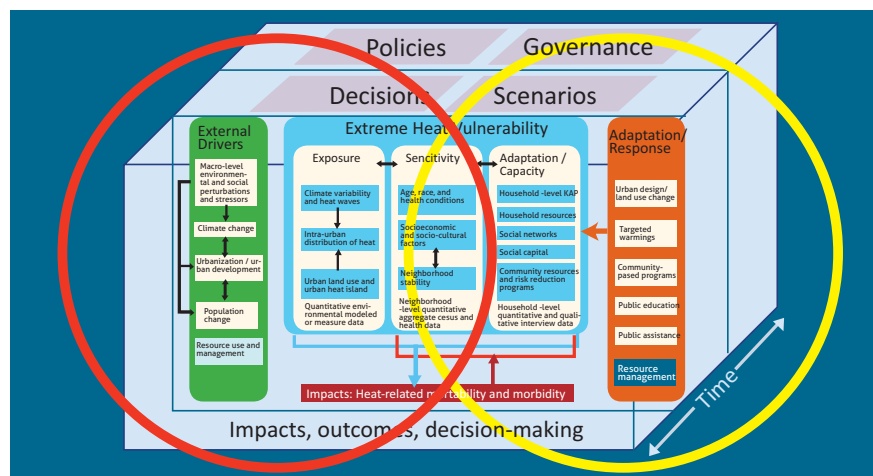 Policies
Governance
Decisions
Scenarios
External
Drivers
Macro-level
environmen-
tal and social
perturbations
and stressors
Climate change
Urbanization / ur-
ban development
Population
change
Resource use and
management
Extreme Heat Vulnerability
Exposure
Climate variability
and heat waves
Intra-urban
distribution of heat
Urban land use and
urban heat island
Quantitative envi-
ronmental modeled
or measure data
Sencitivity
Age, race, and
health conditions
Socioeconomic
and socio-cultural
factors
Neighborhood
stability
Neighborhood
-level quantitative
aggregate cesus and
health data
Adaptation /
Capacity
Household -level KAP
Household resources
Social networks
Social capital
Community resources
and risk reduction
programs
Household -level
quantitative and qual-
itative interview data
Adaptation/
Response
Urban design/
land use change
Targeted
warnings
Community-
pased programs
Public education
Public assistance
Resource
management
Impacts: Heat-related mortability and morbidity
Impacts, outcomes, decision-making
Time